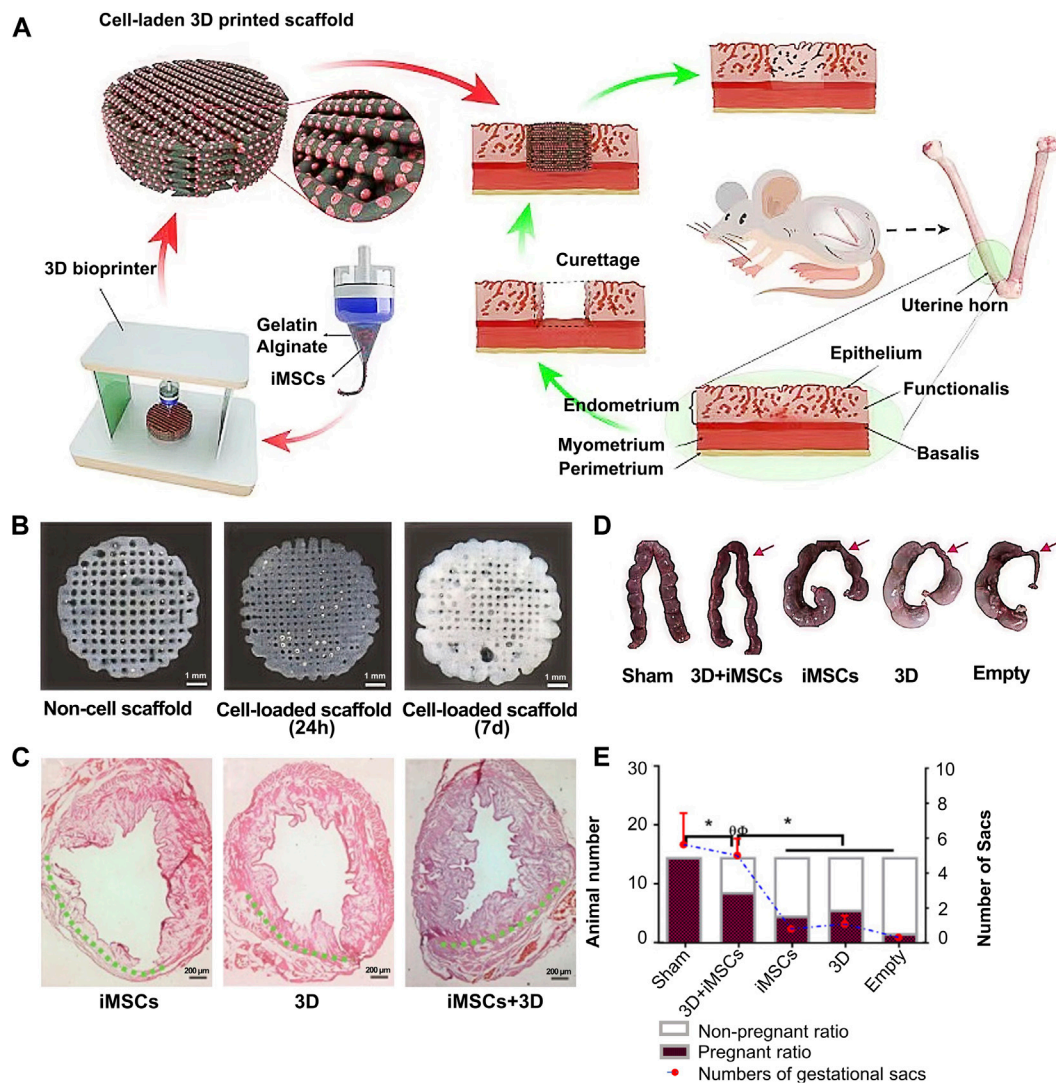 A
Cell-laden 3D printed scaffold
3D bioprinter
Gelatin
Alginate
iMSCs
Curettage
Uterine horn
Epithelium
Endometrium
Functionalis
Myometrium
Basalis
Perimetrium
B
1 mm
1 mm
1 mm
Non-cell scaffold
Cell-loaded scaffold
(24h)
Cell-loaded scaffold
(7d)
C
200 μm
200 μm
200 μm
iMSCs
3D
iMSCs+3D
D
Sham
3D+iMSCs
iMSCs
3D
Empty
E
Animal number
30
20
10
0
*
θΦ
*
10
8
6
4
2
0
Number of Sacs
Sham
3D+iMSCs
iMSCs
3D
Empty
Non-pregnant ratio
Pregnant ratio
Numbers of gestational sacs